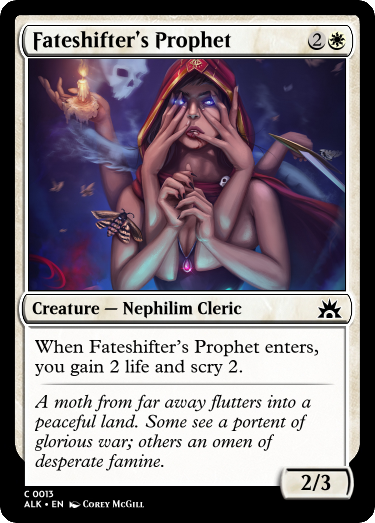 Fateshifter's Prophet 2
Creature — Nephilim Cleric
When Fateshifter's Prophet enters,
you gain 2 life and scry 2.
A moth from far away flutters into a
peaceful land. Some see a portent of
glorious war; others an omen of
desperate famine.
2/3
C 0013
ALK • EN Corey McGill